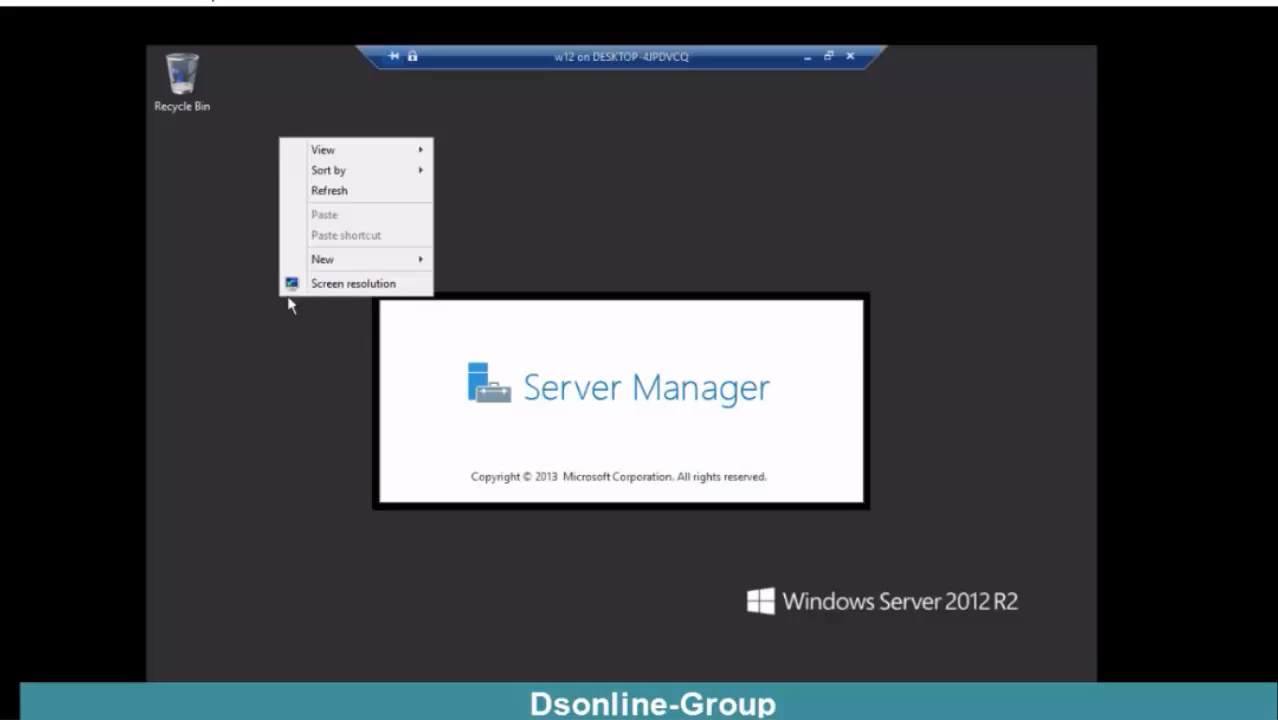 w12 on DESKTOP-4JPDVCQ
Recycle Bin
View
Sort by
Refresh
Paste
Paste shortcut
New
Screen resolution
Server Manager
Copyright © 2013 Microsoft Corporation. All rights reserved.
Windows Server 2012 R2
Dsonline-Group